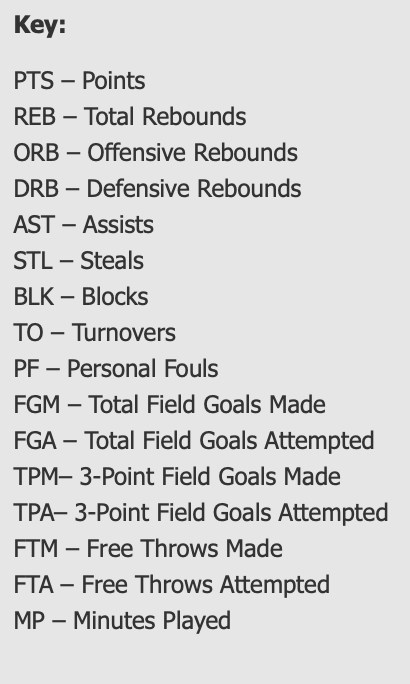 Key:
PTS – Points
REB – Total Rebounds
ORB – Offensive Rebounds
DRB – Defensive Rebounds
AST – Assists
STL – Steals
BLK – Blocks
TO – Turnovers
PF – Personal Fouls
FGM – Total Field Goals Made
FGA – Total Field Goals Attempted
TPM– 3-Point Field Goals Made
TPA– 3-Point Field Goals Attempted
FTM – Free Throws Made
FTA – Free Throws Attempted
MP – Minutes Played